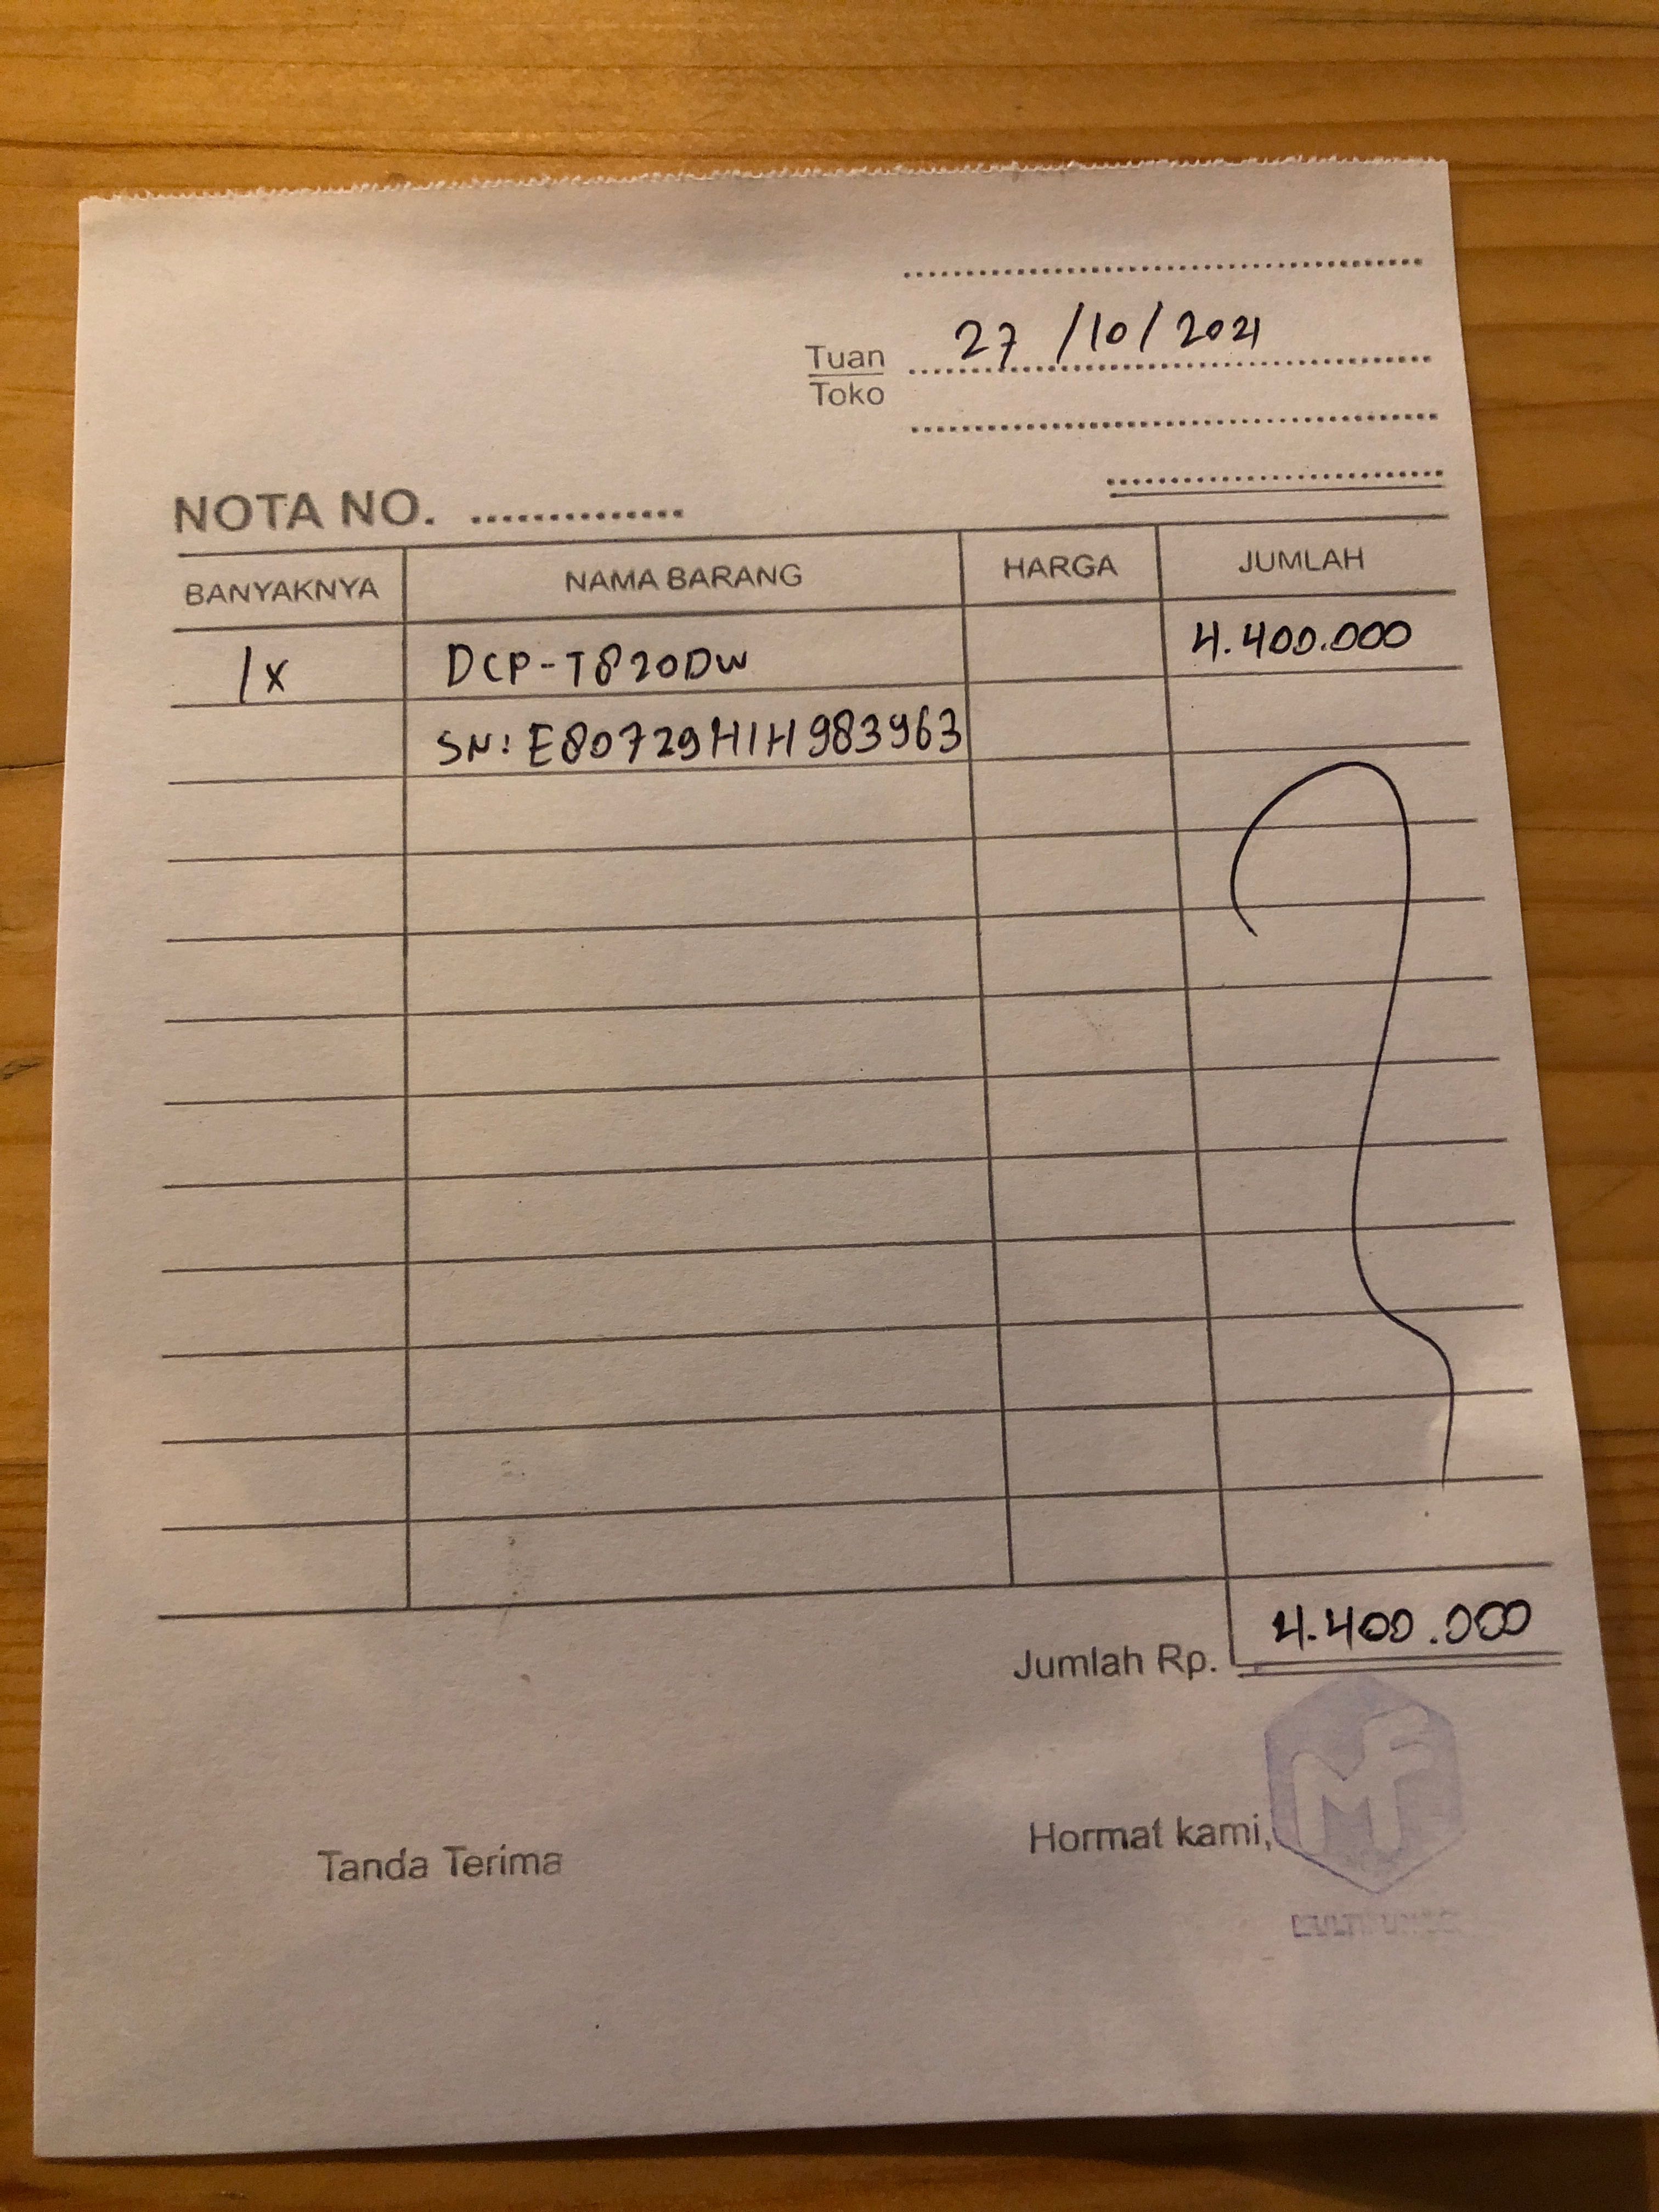 27/10/2021
Tuan
Toko
NOTA NO.
BANYAKNYA NAMA BARANG HARGA JUMLAH
1x DCP-T820DW 4.400.000
SN: E80729H1H983963
Jumlah Rp. 4.400.000
Tanda Terima Hormat kami,
MF